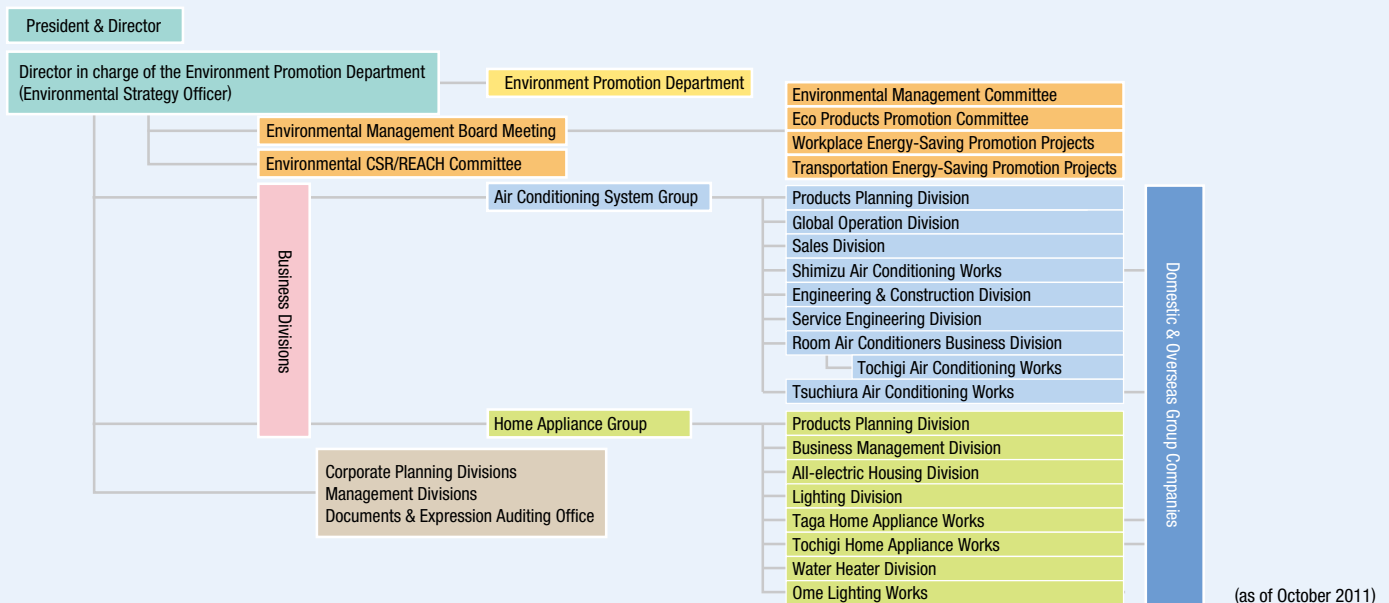 President & Director
Director in charge of the Environment Promotion Department
(Environmental Strategy Officer)
Environment Promotion Department
Environmental Management Board Meeting
Environmental CSR/REACH Committee
Environmental Management Committee
Eco Products Promotion Committee
Workplace Energy-Saving Promotion Projects
Transportation Energy-Saving Promotion Projects
Business Divisions
Air Conditioning System Group
Products Planning Division
Global Operation Division
Sales Division
Shimizu Air Conditioning Works
Engineering & Construction Division
Service Engineering Division
Room Air Conditioners Business Division
Tochigi Air Conditioning Works
Tsuchiura Air Conditioning Works
Home Appliance Group
Products Planning Division
Business Management Division
All-electric Housing Division
Lighting Division
Taga Home Appliance Works
Tochigi Home Appliance Works
Water Heater Division
Ome Lighting Works
Corporate Planning Divisions
Management Divisions
Documents & Expression Auditing Office
Domestic & Overseas Group Companies
(as of October 2011)